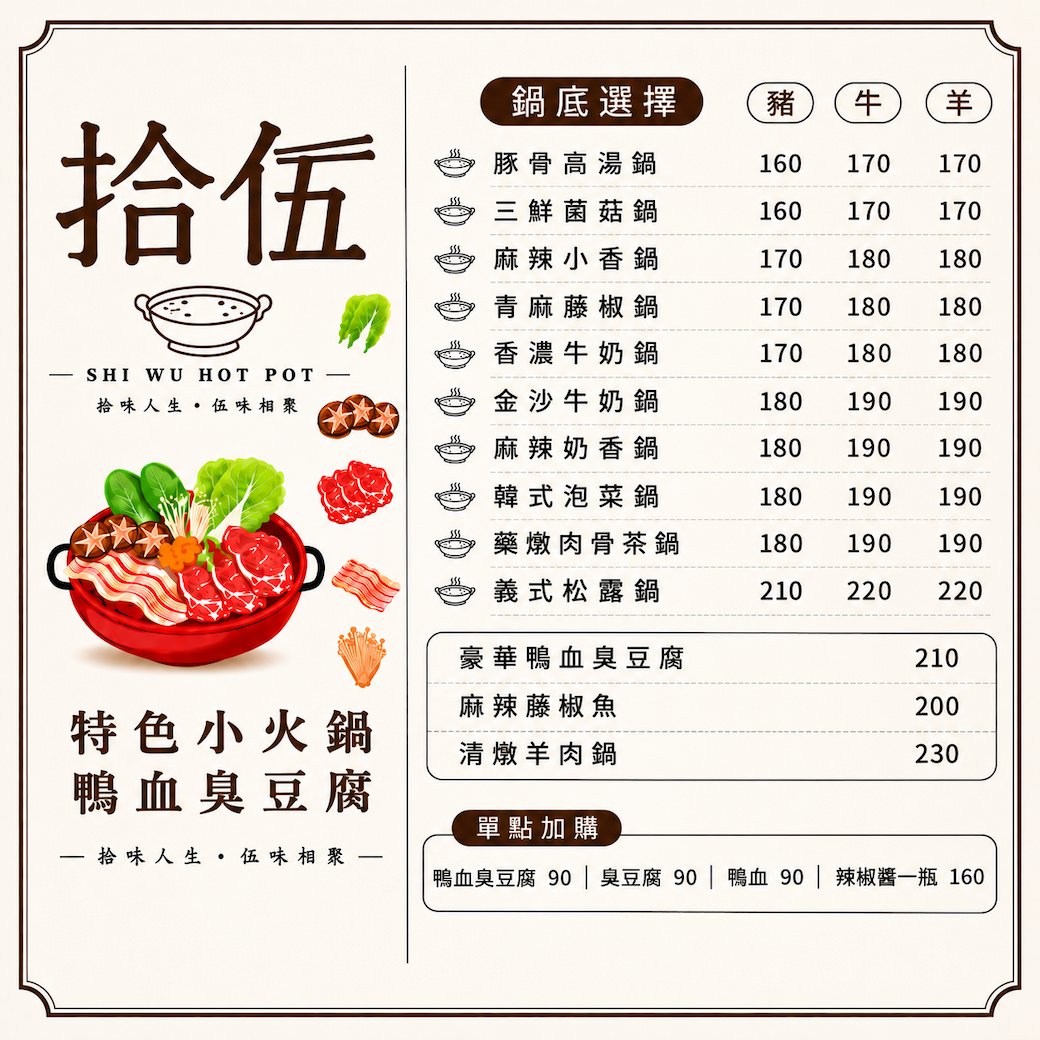 拾伍
SHI WU HOT POT
拾味人生・伍味相聚
特色小火鍋
鴨血臭豆腐
拾味人生・伍味相聚
鍋底選擇 豬 牛 羊
豚骨高湯鍋 160 170 170
三鮮菌菇鍋 160 170 170
麻辣小香鍋 170 180 180
青麻藤椒鍋 170 180 180
香濃牛奶鍋 170 180 180
金沙牛奶鍋 180 190 190
麻辣奶香鍋 180 190 190
韓式泡菜鍋 180 190 190
藥燉肉骨茶鍋 180 190 190
義式松露鍋 210 220 220
豪華鴨血臭豆腐 210
麻辣藤椒魚 200
清燉羊肉鍋 230
單點加購
鴨血臭豆腐 90 | 臭豆腐 90 | 鴨血 90 | 辣椒醬一瓶 160